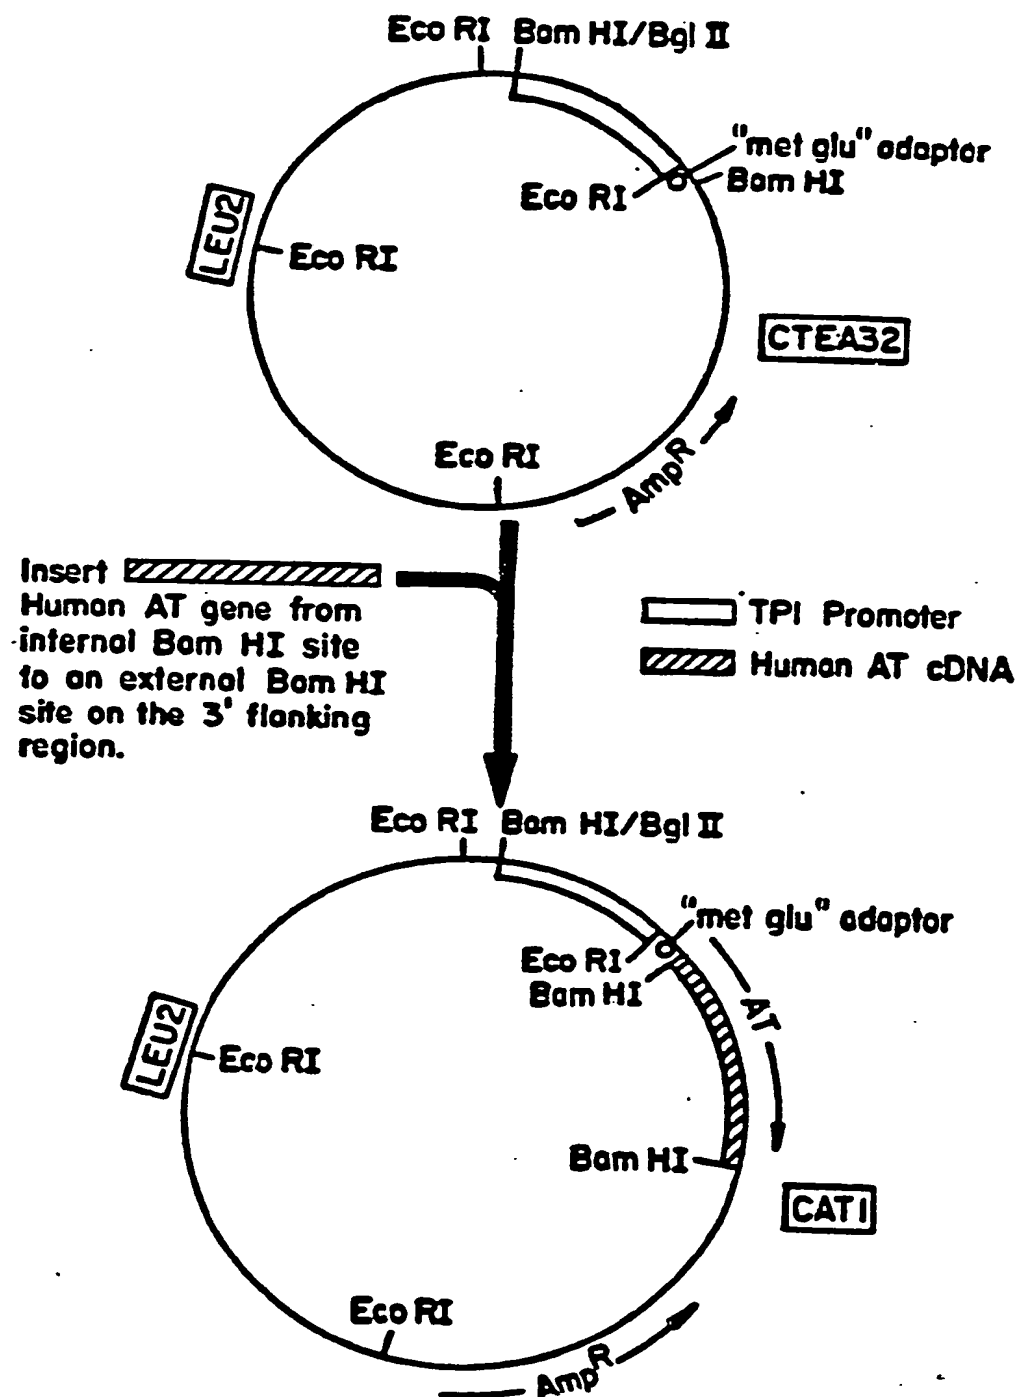 Eco RI Bam HI/Bgl II
"met glu" adaptor
Eco RI
Bam HI
LEU2
Eco RI
CTEA32
Eco RI
Amp^R
Insert
Human AT gene from
internal Bam HI site
to an external Bam HI
site on the 3' flanking
region.
TPI Promoter
Human AT cDNA
Eco RI Bam HI/Bgl II
"met glu" adaptor
Eco RI
Bam HI
AT
LEU2
Eco RI
Bam HI
CAT1
Eco RI
Amp^R